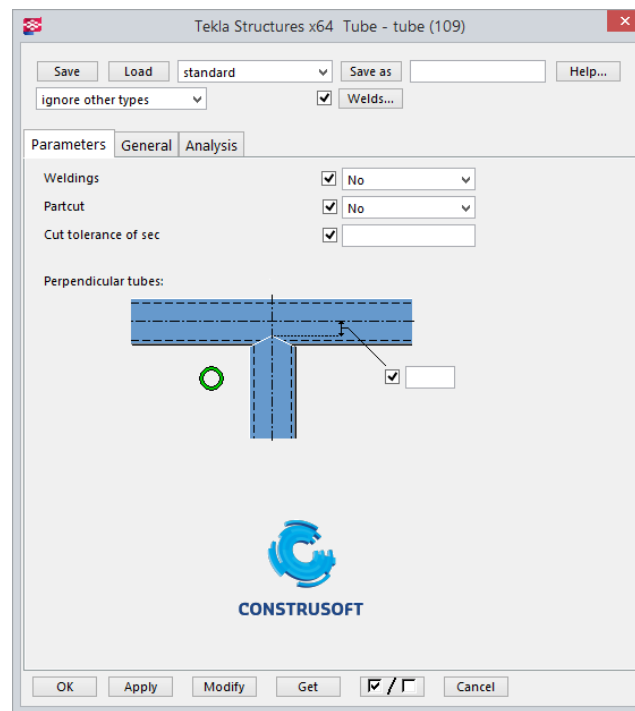 Tekla Structures x64 Tube - tube (109)
Save Load standard Save as Help...
ignore other types Welds...
Parameters General Analysis
Weldings No
Partcut No
Cut tolerance of sec
Perpendicular tubes:
CONSTRUSOFT
OK Apply Modify Get / Cancel